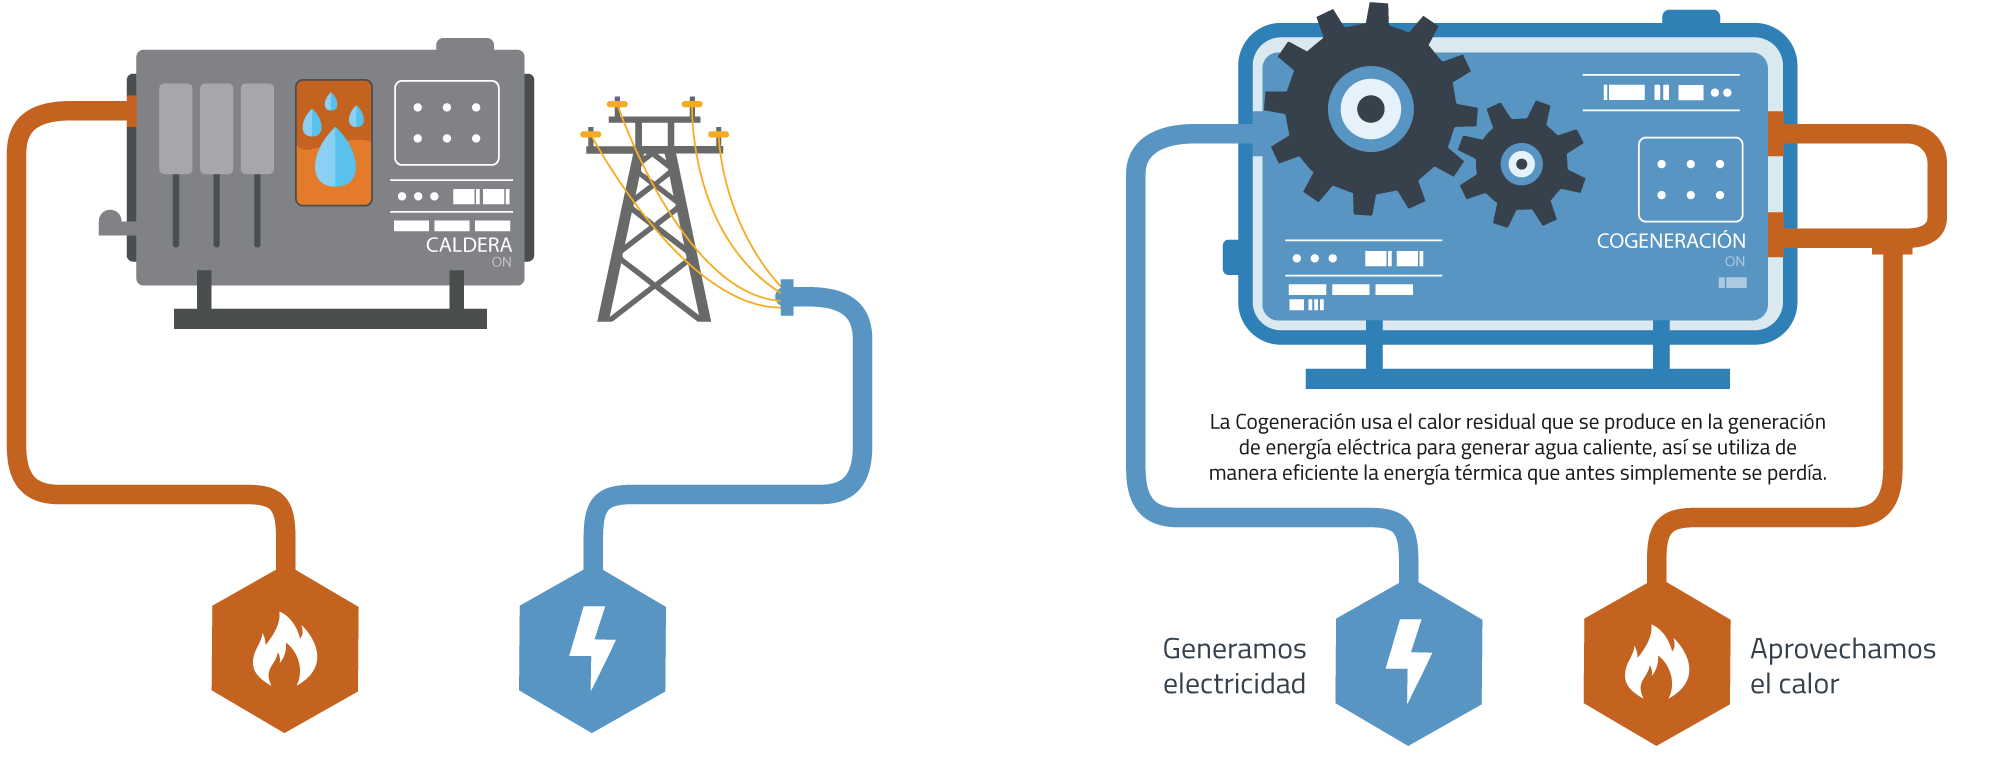 CALDERA
ON
COGENERACIÓN
ON
La Cogeneración usa el calor residual que se produce en la generación
de energía eléctrica para generar agua caliente, así se utiliza de
manera eficiente la energía térmica que antes simplemente se perdía.
Generamos
electricidad
Aprovechamos
el calor